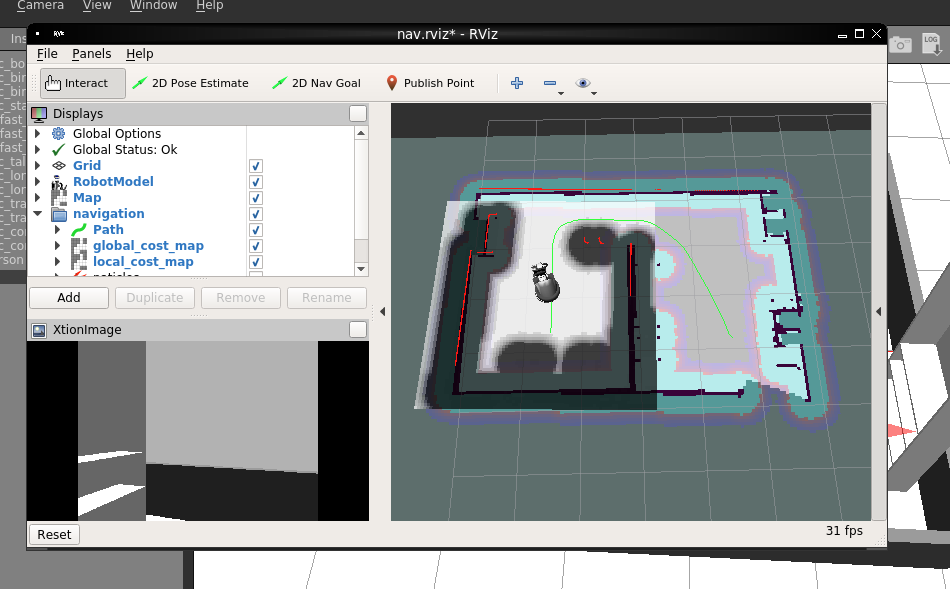 Camera View Window Help
Ins
LOG
nav.rviz* - RViz
File Panels Help
Interact 2D Pose Estimate 2D Nav Goal Publish Point
Displays
Global Options
Global Status: Ok
Grid
RobotModel
Map
navigation
Path
global_cost_map
local_cost_map
Add Duplicate Remove Rename
XtionImage
Reset
31 fps